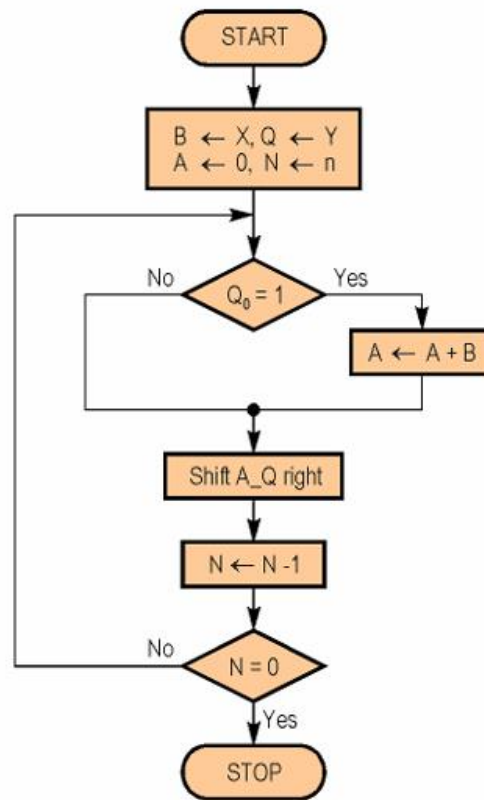 START
B ← X, Q ← Y
A ← 0, N ← n
No
Q₀ = 1
Yes
A ← A + B
Shift A_Q right
N ← N -1
No
N = 0
Yes
STOP